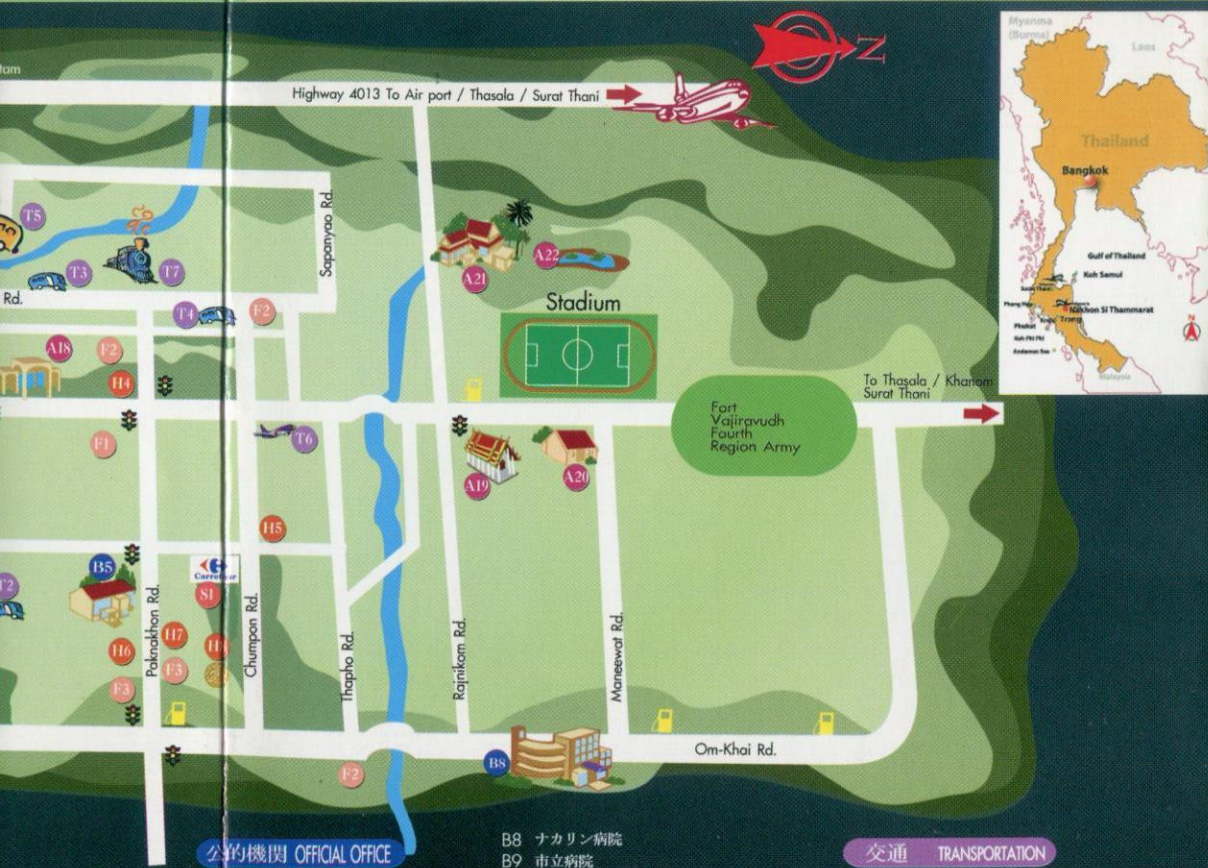 Myanma
(Burma)
Laos
N
Highway 4013 To Air port / Thasala / Surat Thani
Thailand
Bangkok
Sapanyao Rd.
T5
T3
T7
A21
A22
Gulf of Thailand
Koh Samui
Nakhon Si Thammarat
Trang
Phuket
Malaysia
N
Rd.
T4
F2
Stadium
A18
F2
H4
To Thasala / Khanom
Surat Thani
Fort
Vajiravudh
Fourth
Region Army
F1
T6
A19
A20
H5
B5
Carrefour
S1
T2
Paknakhon Rd.
Chumpon Rd.
Thapho Rd.
Rajnikom Rd.
Maneewat Rd.
H6
H7
F3
F3
Om-Khai Rd.
F2
B8
公的機関 OFFICIAL OFFICE
B8 ナカリン病院
B9 市立病院
交通 TRANSPORTATION